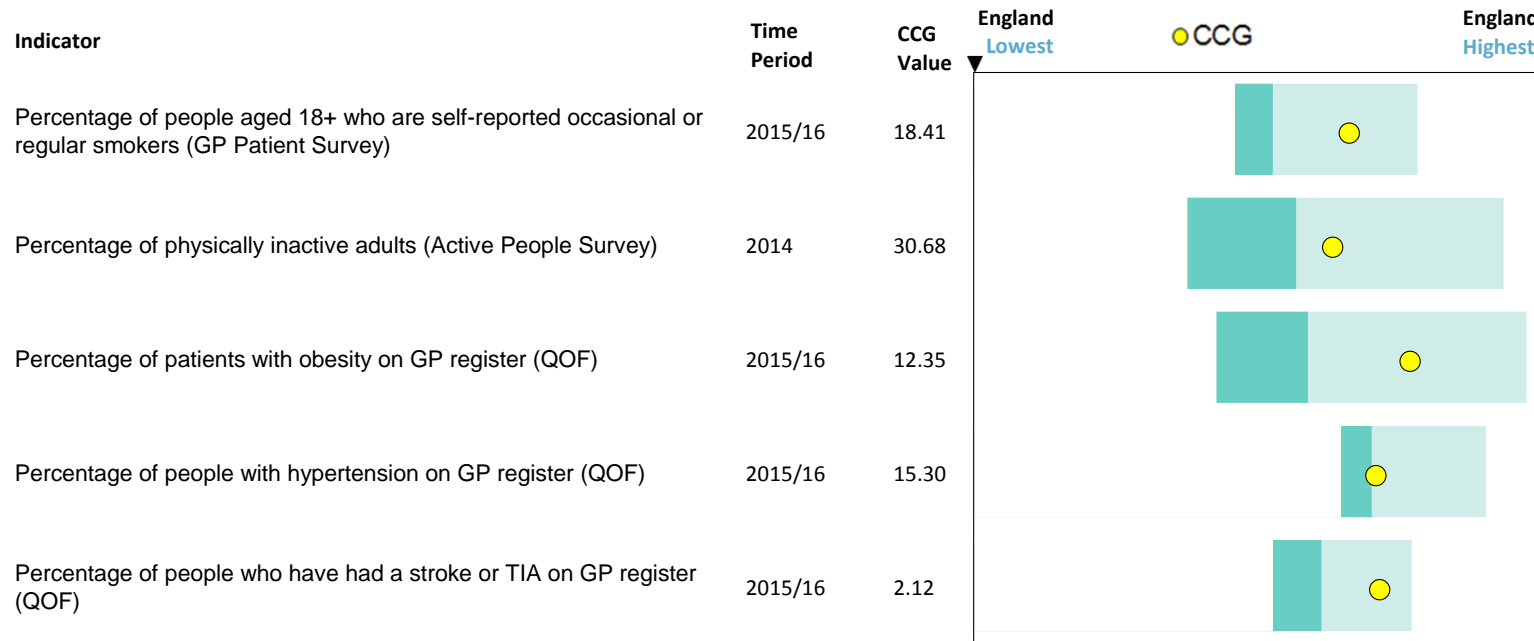 Indicator
Time
Period
CCG
Value
England
Lowest
CCG
England
Highest
Percentage of people aged 18+ who are self-reported occasional or
regular smokers (GP Patient Survey)
2015/16
18.41
Percentage of physically inactive adults (Active People Survey)
2014
30.68
Percentage of patients with obesity on GP register (QOF)
2015/16
12.35
Percentage of people with hypertension on GP register (QOF)
2015/16
15.30
Percentage of people who have had a stroke or TIA on GP register
(QOF)
2015/16
2.12